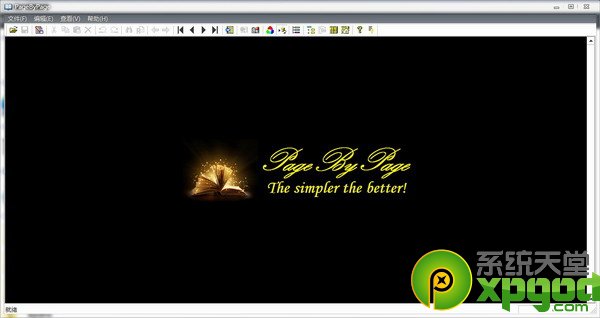 文件(F) 编辑(E) 查看(V) 帮助(H)
Page By Page
The simpler the better!
系统天堂
xpgod
.com
就绪